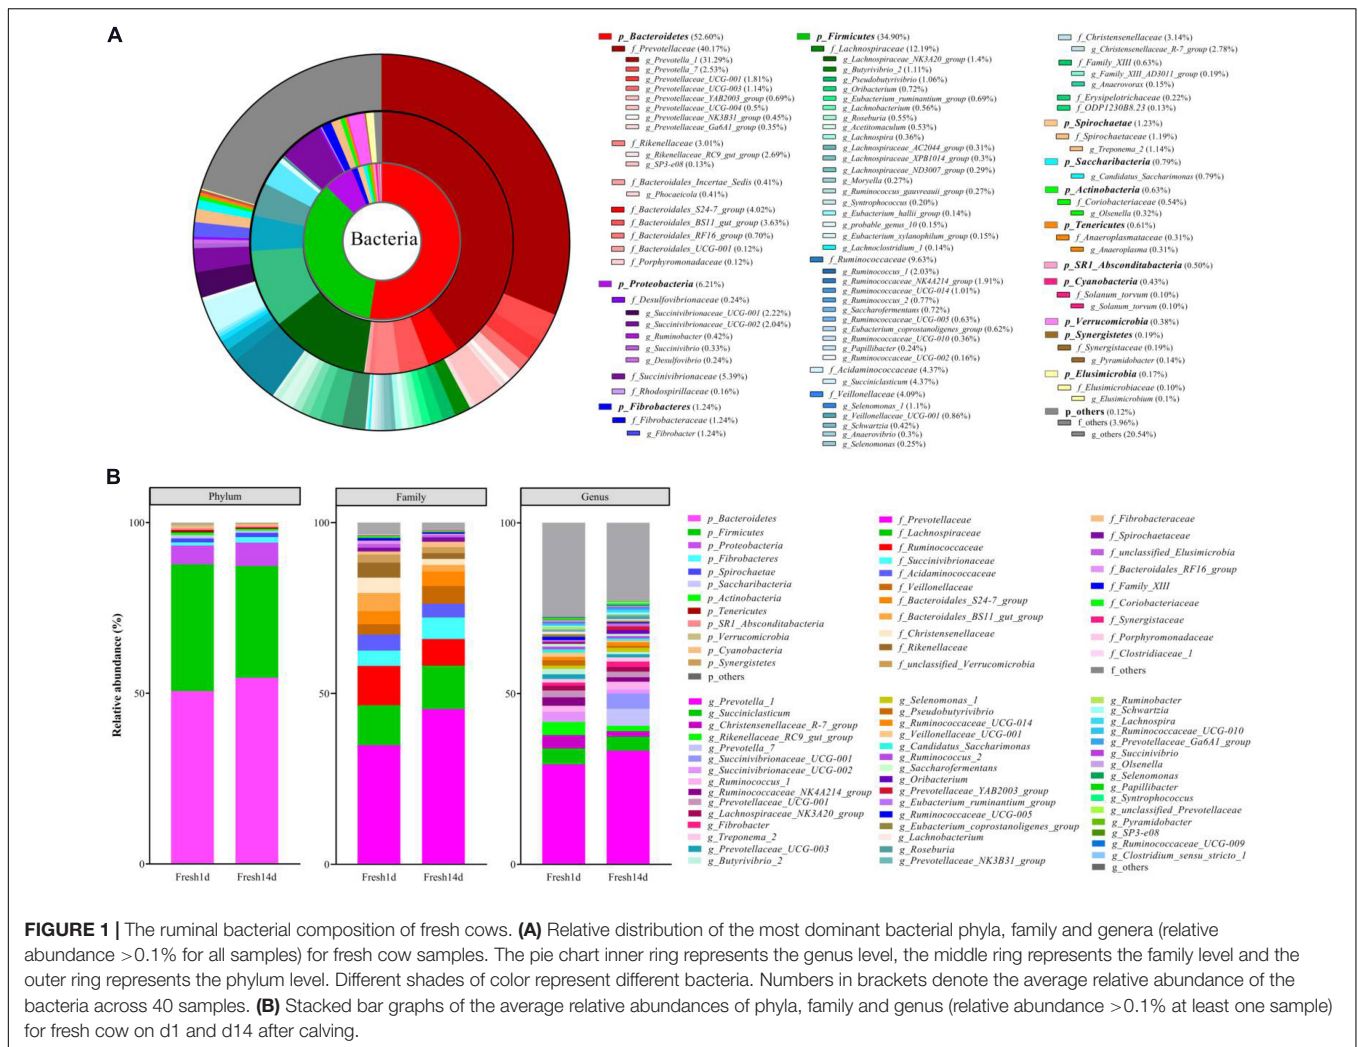 A
Bacteria
p_Bacteroidetes (52.60%)
f_Prevotellaceae (40.17%)
g_Prevotella_1 (31.29%)
g_Prevotella_7 (2.53%)
g_Prevotellaceae_UCG-001 (1.81%)
g_Prevotellaceae_UCG-003 (1.14%)
g_Prevotellaceae_YAB2003_group (0.69%)
g_Prevotellaceae_UCG-004 (0.5%)
g_Prevotellaceae_NK3B31_group (0.45%)
g_Prevotellaceae_Ga6A1_group (0.35%)
f_Rikenellaceae (3.01%)
g_Rikenellaceae_RC9_gut_group (2.69%)
g_SP3-e08 (0.13%)
f_Bacteroidales_Incertae_Sedis (0.41%)
g_Phocaeicola (0.41%)
f_Bacteroidales_S24-7_group (4.02%)
f_Bacteroidales_BS11_gut_group (3.63%)
f_Bacteroidales_RF16_group (0.70%)
f_Bacteroidales_UCG-001 (0.12%)
f_Porphyromonadaceae (0.12%)
p_Proteobacteria (6.21%)
f_Desulfovibrionaceae (0.24%)
g_Succinivibrionaceae_UCG-001 (2.22%)
g_Succinivibrionaceae_UCG-002 (2.04%)
g_Ruminobacter (0.42%)
g_Succinivibrio (0.33%)
g_Desulfovibrio (0.24%)
f_Succinivibrionaceae (5.39%)
f_Rhodospirillaceae (0.16%)
p_Fibrobacteres (1.24%)
f_Fibrobacteraceae (1.24%)
g_Fibrobacter (1.24%)
p_Firmicutes (34.90%)
f_Lachnospiraceae (12.19%)
g_Lachnospiraceae_NK3A20_group (1.4%)
g_Butyrivibrio_2 (1.11%)
g_Pseudobutyrivibrio (1.06%)
g_Oribacterium (0.72%)
g_Eubacterium_ruminantium_group (0.69%)
g_Lachnobacterium (0.56%)
g_Roseburia (0.55%)
g_Acetitomaculum (0.53%)
g_Lachnospira (0.36%)
g_Lachnospiraceae_AC2044_group (0.31%)
g_Lachnospiraceae_XPB1014_group (0.3%)
g_Lachnospiraceae_ND3007_group (0.29%)
g_Moryella (0.27%)
g_Ruminococcus_gauvreauii_group (0.27%)
g_Syntrophococcus (0.20%)
g_Eubacterium_hallii_group (0.14%)
g_probable_genus_10 (0.15%)
g_Eubacterium_xylanophilum_group (0.15%)
g_Lachnoclostridium_1 (0.14%)
f_Ruminococcaceae (9.63%)
g_Ruminococcus_1 (2.03%)
g_Ruminococcaceae_NK4A214_group (1.91%)
g_Ruminococcaceae_UCG-014 (1.01%)
g_Ruminococcus_2 (0.77%)
g_Saccharofermentans (0.72%)
g_Ruminococcaceae_UCG-005 (0.63%)
g_Eubacterium_coprostanoligenes_group (0.62%)
g_Ruminococcaceae_UCG-010 (0.36%)
g_Papillibacter (0.24%)
g_Ruminococcaceae_UCG-002 (0.16%)
f_Acidaminococcaceae (4.37%)
g_Succiniclasticum (4.37%)
f_Veillonellaceae (4.09%)
g_Selenomonas_1 (1.1%)
g_Veillonellaceae_UCG-001 (0.86%)
g_Schwartzia (0.42%)
g_Anaerovibrio (0.3%)
g_Selenomonas (0.25%)
f_Christensenellaceae (3.14%)
g_Christensenellaceae_R-7_group (2.78%)
f_Family_XIII (0.63%)
g_Family_XIII_AD3011_group (0.19%)
g_Anaerovorax (0.15%)
f_Erysipelotrichaceae (0.22%)
f_ODP1230B8.23 (0.13%)
p_Spirochaetae (1.23%)
f_Spirochaetaceae (1.19%)
g_Treponema_2 (1.14%)
p_Saccharibacteria (0.79%)
g_Candidatus_Saccharimonas (0.79%)
p_Actinobacteria (0.63%)
f_Coriobacteriaceae (0.54%)
g_Olsenella (0.32%)
p_Tenericutes (0.61%)
f_Anaeroplasmataceae (0.31%)
g_Anaeroplasma (0.31%)
p_SR1_Absconditabacteria (0.50%)
p_Cyanobacteria (0.43%)
f_Solanum_torvum (0.10%)
g_Solanum_torvum (0.10%)
p_Verrucomicrobia (0.38%)
p_Synergistetes (0.19%)
f_Synergistaceae (0.19%)
g_Pyramidobacter (0.14%)
p_Elusimicrobia (0.17%)
f_Elusimicrobiaceae (0.10%)
g_Elusimicrobium (0.1%)
p_others (0.12%)
f_others (3.96%)
g_others (20.54%)
B
Relative abundance (%)
Phylum
100
50
0
Fresh1d Fresh14d
Family
100
50
0
Fresh1d Fresh14d
Genus
100
50
0
Fresh1d Fresh14d
p_Bacteroidetes
p_Firmicutes
p_Proteobacteria
p_Fibrobacteres
p_Spirochaetae
p_Saccharibacteria
p_Actinobacteria
p_Tenericutes
p_SR1_Absconditabacteria
p_Verrucomicrobia
p_Cyanobacteria
p_Synergistetes
p_others
f_Prevotellaceae
f_Lachnospiraceae
f_Ruminococcaceae
f_Succinivibrionaceae
f_Acidaminococcaceae
f_Veillonellaceae
f_Bacteroidales_S24-7_group
f_Bacteroidales_BS11_gut_group
f_Christensenellaceae
f_Rikenellaceae
f_unclassified_Verrucomicrobia
f_Fibrobacteraceae
f_Spirochaetaceae
f_unclassified_Elusimicrobia
f_Bacteroidales_RF16_group
f_Family_XIII
f_Coriobacteriaceae
f_Synergistaceae
f_Porphyromonadaceae
f_Clostridiaceae_1
f_others
g_Prevotella_1
g_Succiniclasticum
g_Christensenellaceae_R-7_group
g_Rikenellaceae_RC9_gut_group
g_Prevotella_7
g_Succinivibrionaceae_UCG-001
g_Succinivibrionaceae_UCG-002
g_Ruminococcus_1
g_Ruminococcaceae_NK4A214_group
g_Prevotellaceae_UCG-001
g_Lachnospiraceae_NK3A20_group
g_Fibrobacter
g_Treponema_2
g_Prevotellaceae_UCG-003
g_Butyrivibrio_2
g_Selenomonas_1
g_Pseudobutyrivibrio
g_Ruminococcaceae_UCG-014
g_Veillonellaceae_UCG-001
g_Candidatus_Saccharimonas
g_Ruminococcus_2
g_Saccharofermentans
g_Oribacterium
g_Prevotellaceae_YAB2003_group
g_Eubacterium_ruminantium_group
g_Ruminococcaceae_UCG-005
g_Eubacterium_coprostanoligenes_group
g_Lachnobacterium
g_Roseburia
g_Prevotellaceae_NK3B31_group
g_Ruminobacter
g_Schwartzia
g_Lachnospira
g_Ruminococcaceae_UCG-010
g_Prevotellaceae_Ga6A1_group
g_Succinivibrio
g_Olsenella
g_Selenomonas
g_Papillibacter
g_Syntrophococcus
g_unclassified_Prevotellaceae
g_Pyramidobacter
g_SP3-e08
g_Ruminococcaceae_UCG-009
g_Clostridium_sensu_stricto_1
g_others
FIGURE 1 | The ruminal bacterial composition of fresh cows. (A) Relative distribution of the most dominant bacterial phyla, family and genera (relative
abundance >0.1% for all samples) for fresh cow samples. The pie chart inner ring represents the genus level, the middle ring represents the family level and the
outer ring represents the phylum level. Different shades of color represent different bacteria. Numbers in brackets denote the average relative abundance of the
bacteria across 40 samples. (B) Stacked bar graphs of the average relative abundances of phyla, family and genus (relative abundance >0.1% at least one sample)
for fresh cow on d1 and d14 after calving.